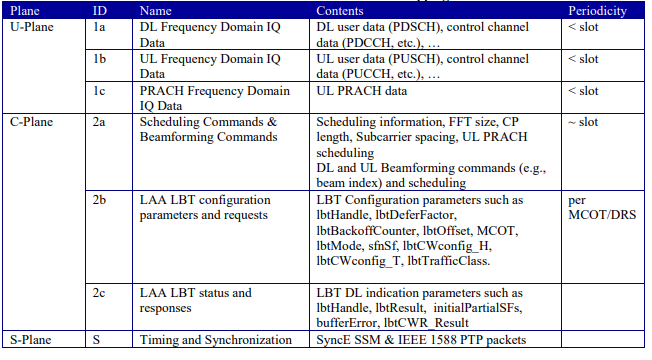 Plane ID Name Contents Periodicity
U-Plane 1a DL Frequency Domain IQ DL user data (PDSCH), control channel < slot
Data data (PDCCH, etc.), …
1b UL Frequency Domain IQ UL user data (PUSCH), control channel < slot
Data data (PUCCH, etc.), …
1c PRACH Frequency Domain UL PRACH data < slot
IQ Data
C-Plane 2a Scheduling Commands & Scheduling information, FFT size, CP ~ slot
Beamforming Commands length, Subcarrier spacing, UL PRACH
scheduling
DL and UL Beamforming commands (e.g.,
beam index) and scheduling
2b LAA LBT configuration LBT Configuration parameters such as per
parameters and requests lbtHandle, lbtDeferFactor, MCOT/DRS
lbtBackoffCounter, lbtOffset, MCOT,
lbtMode, sfnSf, lbtCWconfig_H,
lbtCWconfig_T, lbtTrafficClass.
2c LAA LBT status and LBT DL indication parameters such as
responses lbtHandle, lbtResult, initialPartialSFs,
bufferError, lbtCWR_Result
S-Plane S Timing and Synchronization SyncE SSM & IEEE 1588 PTP packets